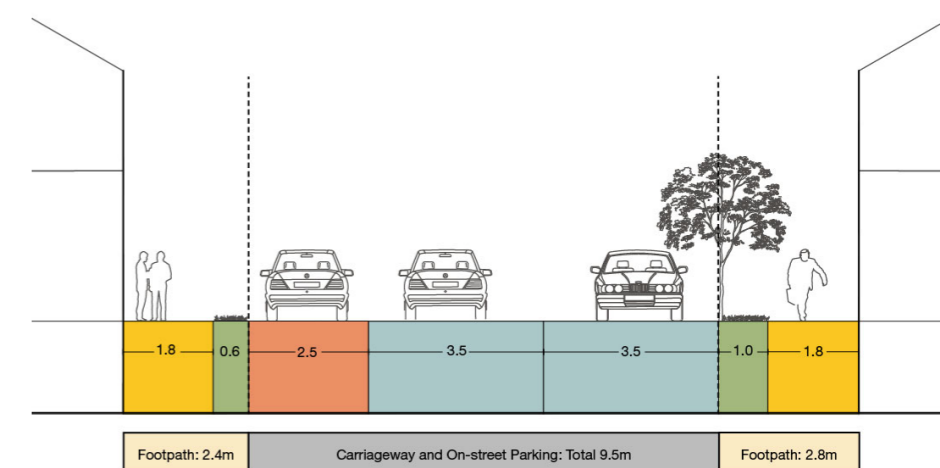 1.8 0.6 2.5 3.5 3.5 1.0 1.8
Footpath: 2.4m Carriageway and On-street Parking: Total 9.5m Footpath: 2.8m